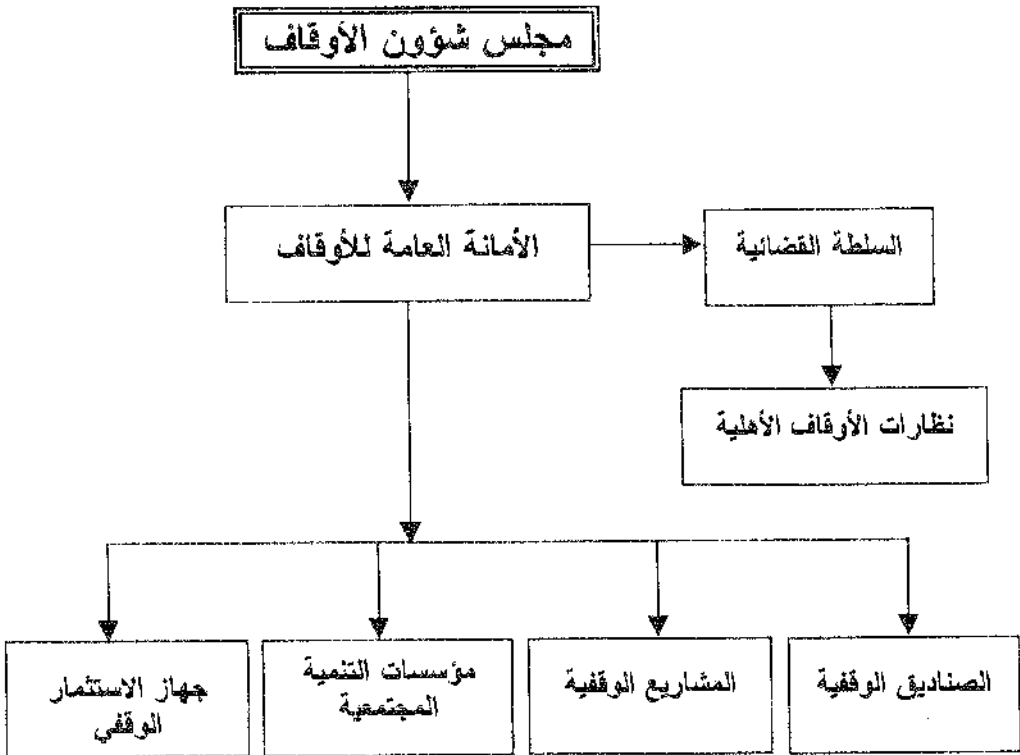 مجلس شؤون الأوقاف
الأمانة العامة للأوقاف
السلطة القضائية
نظارات الأوقاف الأهلية
الصناديق الوقفية
المشاريع الوقفية
مؤسسات التنمية
المجتمعية
جهاز الاستثمار
الوقفي